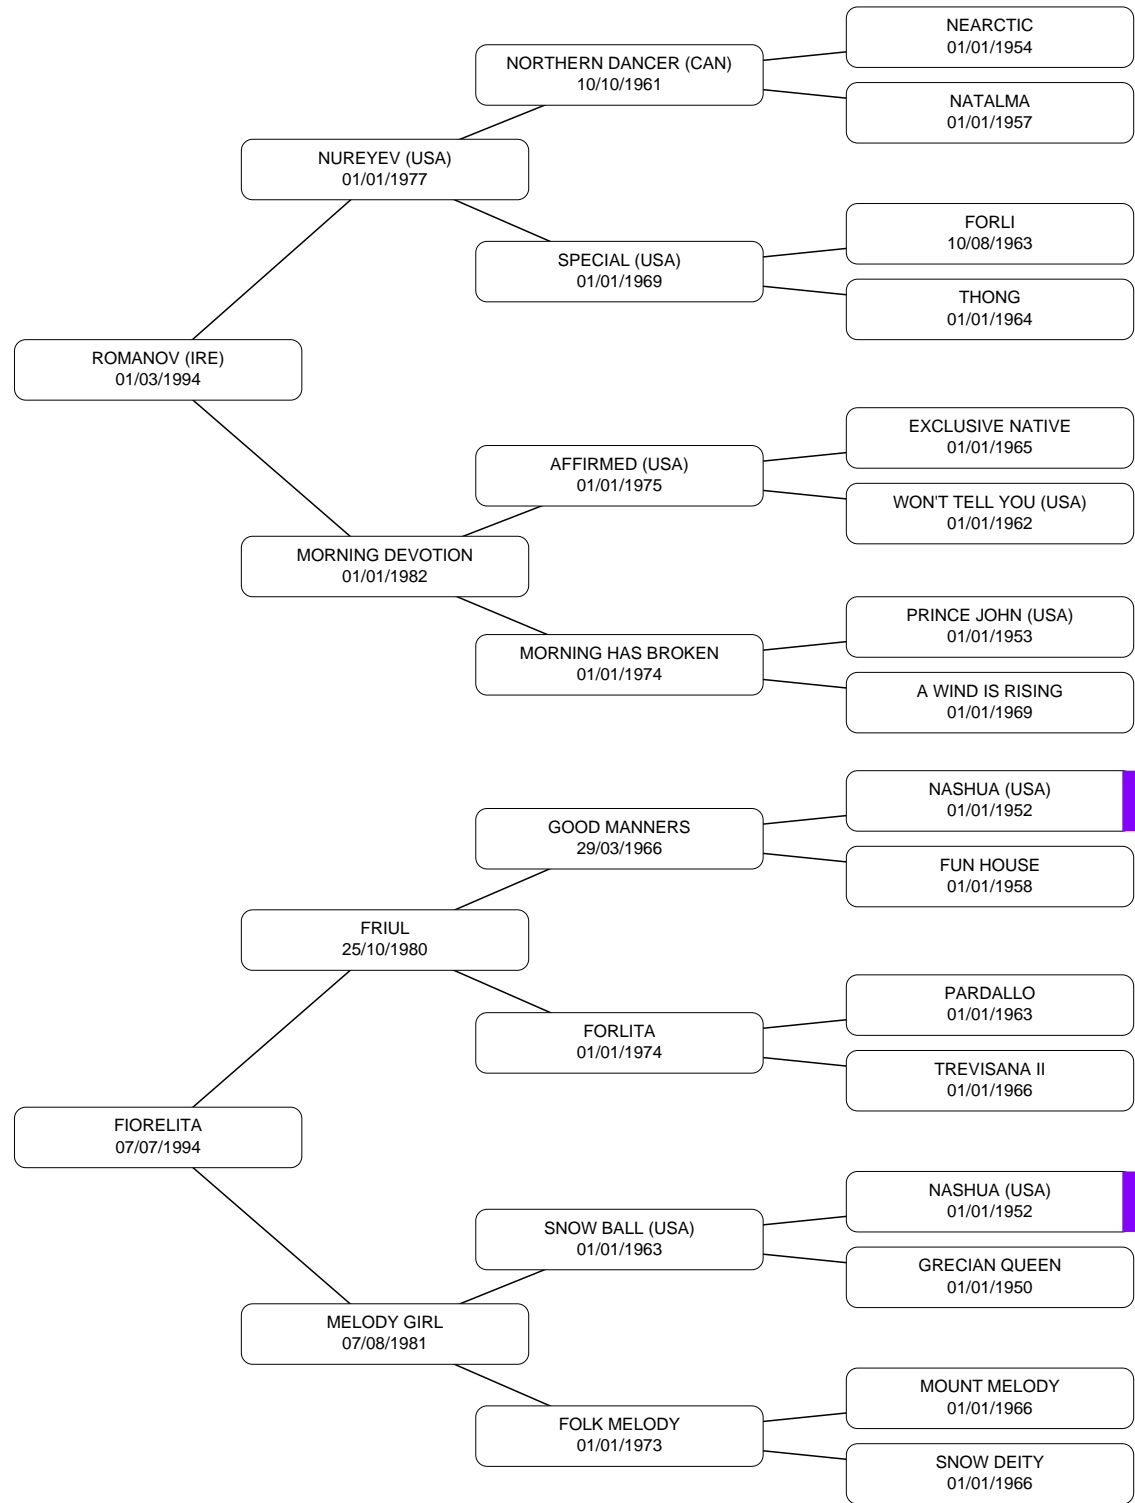 NEARCTIC
01/01/1954
NORTHERN DANCER (CAN)
10/10/1961
NATALMA
01/01/1957
NUREYEV (USA)
01/01/1977
FORLI
10/08/1963
SPECIAL (USA)
01/01/1969
THONG
01/01/1964
ROMANOV (IRE)
01/03/1994
EXCLUSIVE NATIVE
01/01/1965
AFFIRMED (USA)
01/01/1975
WON'T TELL YOU (USA)
01/01/1962
MORNING DEVOTION
01/01/1982
PRINCE JOHN (USA)
01/01/1953
MORNING HAS BROKEN
01/01/1974
A WIND IS RISING
01/01/1969
NASHUA (USA)
01/01/1952
GOOD MANNERS
29/03/1966
FUN HOUSE
01/01/1958
FRIUL
25/10/1980
PARDALLO
01/01/1963
FORLITA
01/01/1974
TREVISANA II
01/01/1966
FIORELITA
07/07/1994
NASHUA (USA)
01/01/1952
SNOW BALL (USA)
01/01/1963
GRECIAN QUEEN
01/01/1950
MELODY GIRL
07/08/1981
MOUNT MELODY
01/01/1966
FOLK MELODY
01/01/1973
SNOW DEITY
01/01/1966